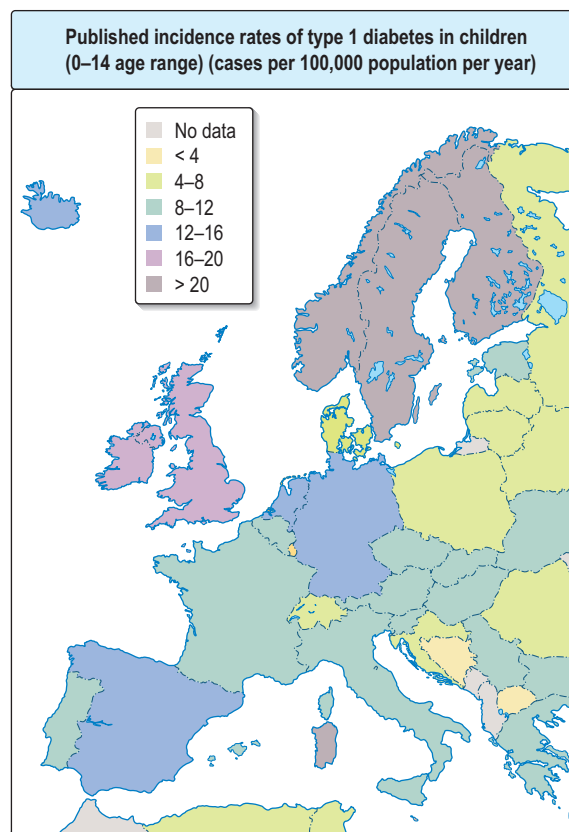 Published incidence rates of type 1 diabetes in children
(0–14 age range) (cases per 100,000 population per year)
No data
< 4
4–8
8–12
12–16
16–20
> 20